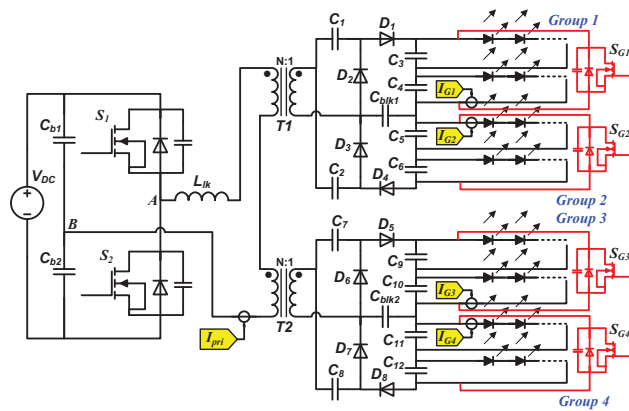 Group 1
C1 D1
N:1
C3
D2
C4
SG1
S1
Cb1
IG1
T1
Cblk1
C5
IG2
SG2
D3
C6
VDC
A
Llk
C2
D4
Group 2
B
Group 3
C7
D5
N:1
S2
C9
Cb2
D6
C10
SG3
Cblk2
IG3
T2
C11
IG4
SG4
Ipri
D7
C12
C8
D8
Group 4